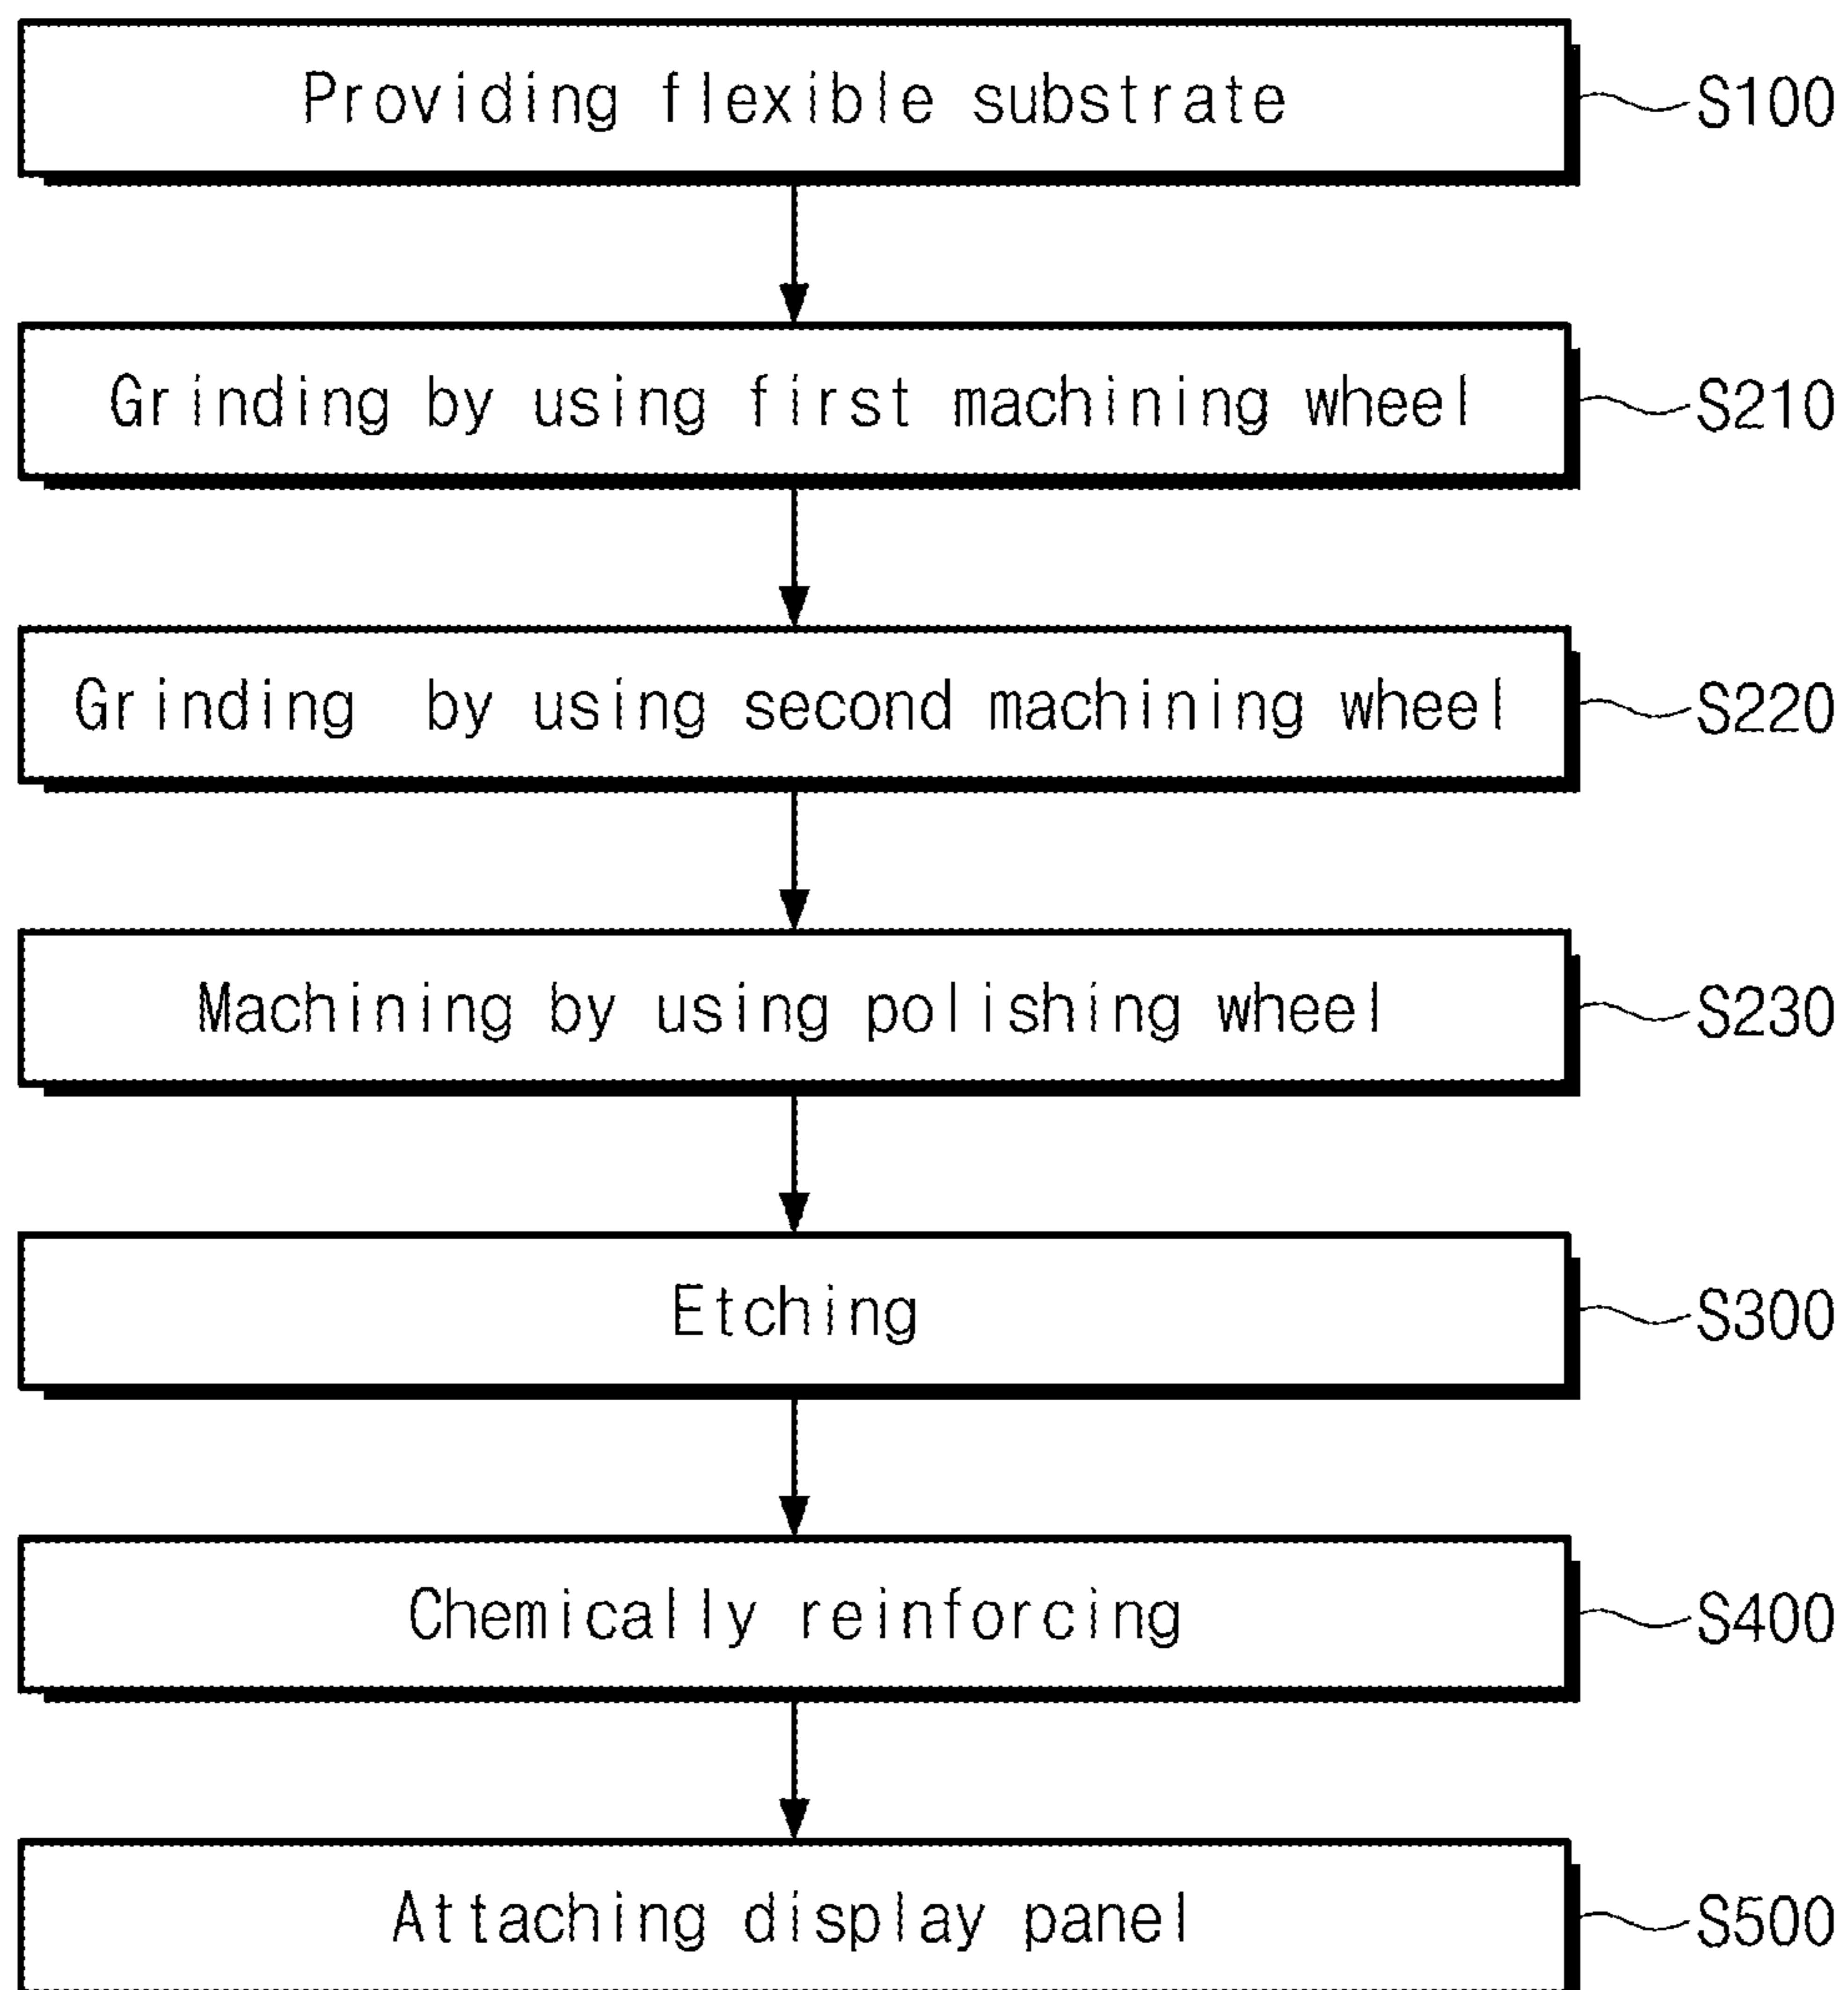 Providing flexible substrate S100
Grinding by using first machining wheel S210
Grinding by using second machining wheel S220
Machining by using polishing wheel S230
Etching S300
Chemically reinforcing S400
Attaching display panel S500